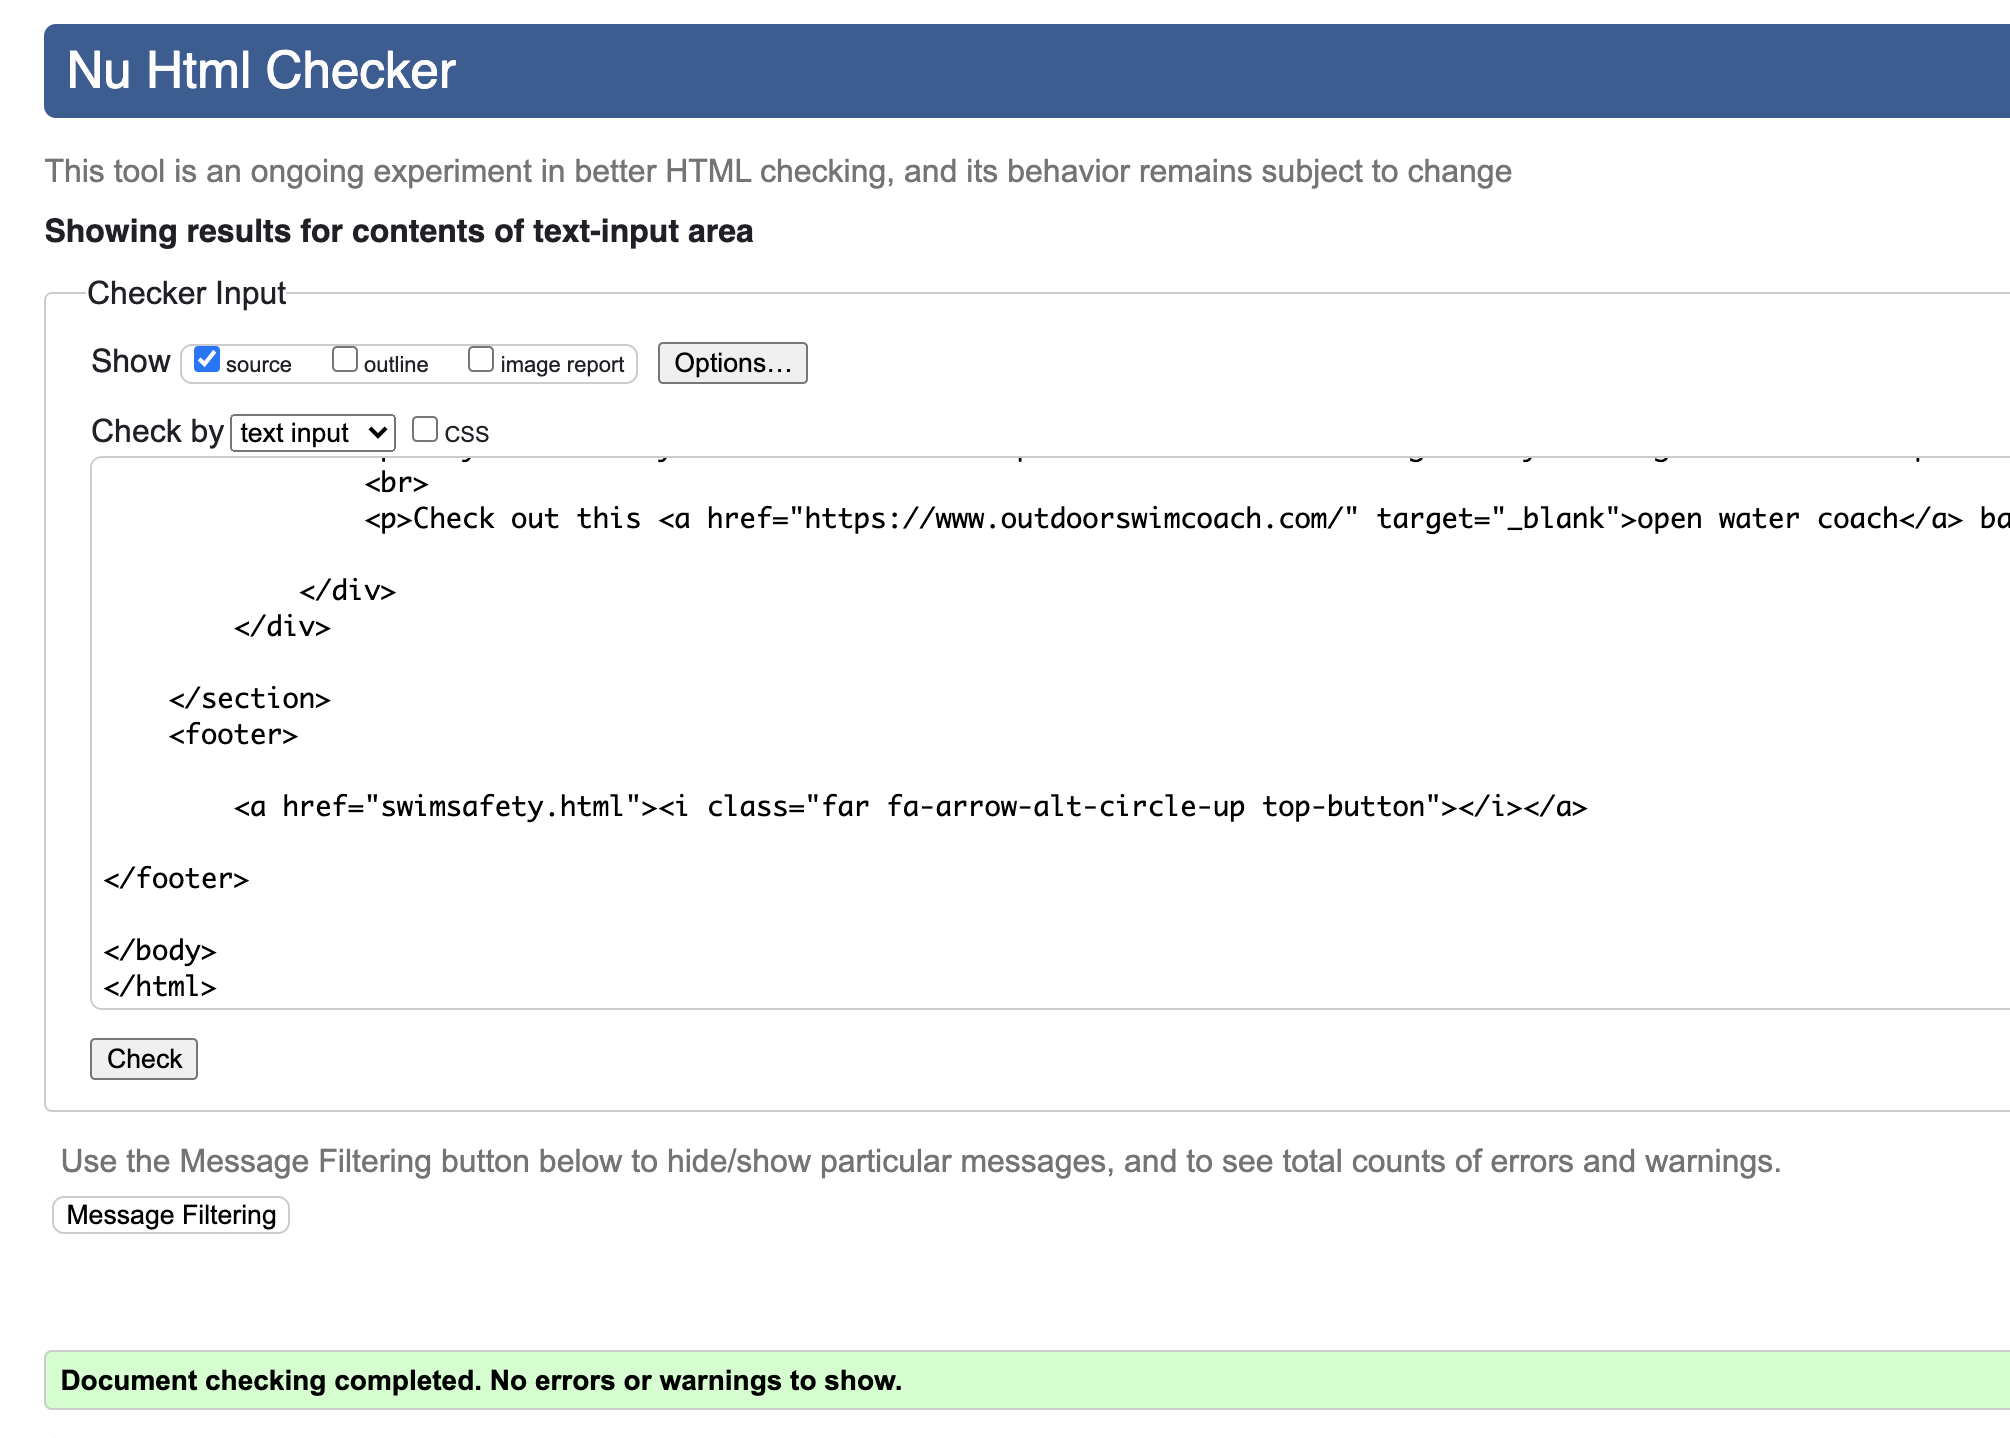 Nu Html Checker
This tool is an ongoing experiment in better HTML checking, and its behavior remains subject to change
Showing results for contents of text-input area
Checker Input
Show source outline image report Options...
Check by text input CSS
<br>
<p>Check out this <a href="https://www.outdoorswimcoach.com/" target="_blank">open water coach</a> ba
</div>
</div>
</section>
<footer>
<a href="swimsafety.html"><i class="far fa-arrow-alt-circle-up top-button"></i></a>
</footer>
</body>
</html>
Check
Use the Message Filtering button below to hide/show particular messages, and to see total counts of errors and warnings.
Message Filtering
Document checking completed. No errors or warnings to show.